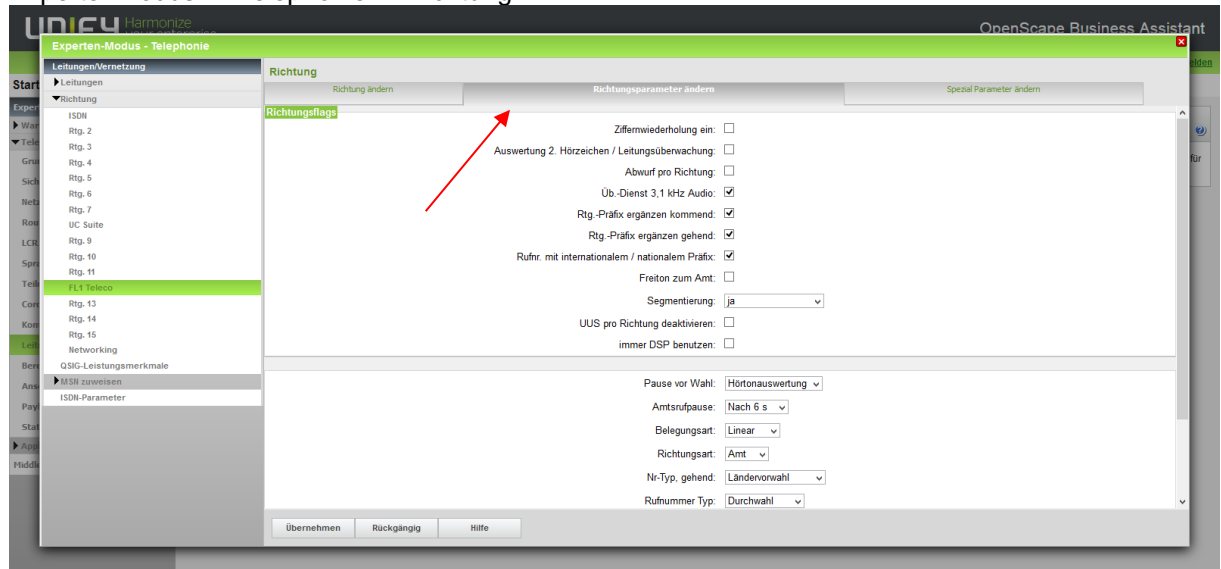 UNIFY Harmonize
OpenScape Business Assistant
Experten-Modus - Telephonie
Leitungen/Vernetzung
Leitungen
Richtung
ISDN
Rtg. 2
Rtg. 3
Rtg. 4
Rtg. 5
Rtg. 6
Rtg. 7
UC Suite
Rtg. 9
Rtg. 10
Rtg. 11
FL1 Teleco
Rtg. 13
Rtg. 14
Rtg. 15
Networking
QSIG-Leistungsmerkmale
MSN zuweisen
ISDN-Parameter
Richtung
Richtung ändern
Richtungsparameter ändern
Spezial Parameter ändern
Richtungsflags
Ziffernwiederholung ein:
Auswertung 2. Hörzeichen / Leitungsüberwachung:
Abwurf pro Richtung:
Üb.-Dienst 3,1 kHz Audio:
Rtg.-Präfix ergänzen kommend:
Rtg.-Präfix ergänzen gehend:
Rufnr. mit internationalem / nationalem Präfix:
Freiton zum Amt:
Segmentierung: ja
UUS pro Richtung deaktivieren:
immer DSP benutzen:
Pause vor Wahl: Hörtonauswertung
Amtsrufpause: Nach 6 s
Belegungsart: Linear
Richtungsart: Amt
Nr-Typ, gehend: Ländervorwahl
Rufnummer Typ: Durchwahl
Übernehmen Rückgängig Hilfe
Start
LCR
für